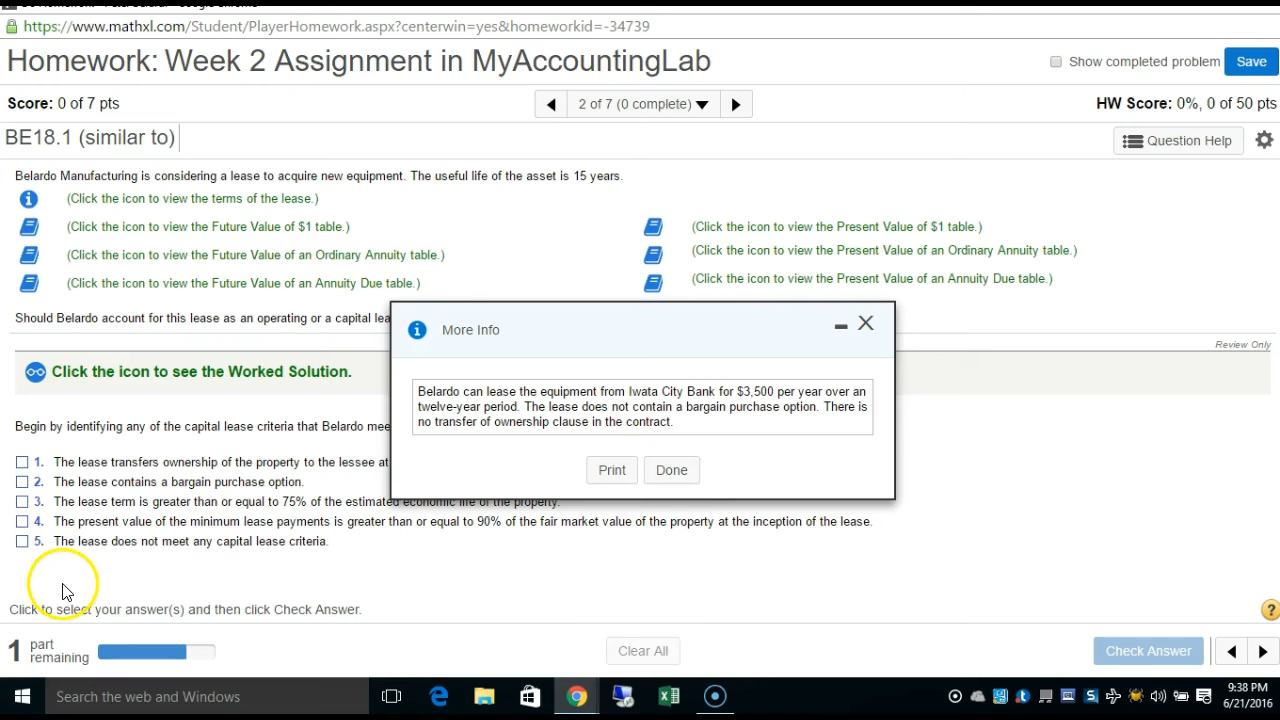 https://www.mathxl.com/Student/PlayerHomework.aspx?centerwin=yes&homeworkid=-34739
Homework: Week 2 Assignment in MyAccountingLab
Show completed problem
Save
Score: 0 of 7 pts
2 of 7 (0 complete)
HW Score: 0%, 0 of 50 pts
BE18.1 (similar to)
Question Help
Belardo Manufacturing is considering a lease to acquire new equipment. The useful life of the asset is 15 years.
(Click the icon to view the terms of the lease.)
(Click the icon to view the Future Value of $1 table.)
(Click the icon to view the Present Value of $1 table.)
(Click the icon to view the Future Value of an Ordinary Annuity table.)
(Click the icon to view the Present Value of an Ordinary Annuity table.)
(Click the icon to view the Future Value of an Annuity Due table.)
(Click the icon to view the Present Value of an Annuity Due table.)
Should Belardo account for this lease as an operating or a capital lea
Review Only
Click the icon to see the Worked Solution.
More Info
Belardo can lease the equipment from Iwata City Bank for $3,500 per year over an
twelve-year period. The lease does not contain a bargain purchase option. There is
no transfer of ownership clause in the contract.
Print
Done
Begin by identifying any of the capital lease criteria that Belardo mee
1. The lease transfers ownership of the property to the lessee at
2. The lease contains a bargain purchase option.
3. The lease term is greater than or equal to 75% of the estimated economic life of the property.
4. The present value of the minimum lease payments is greater than or equal to 90% of the fair market value of the property at the inception of the lease.
5. The lease does not meet any capital lease criteria.
Click to select your answer(s) and then click Check Answer.
?
1 part remaining
Clear All
Check Answer
Search the web and Windows
9:38 PM
6/21/2016